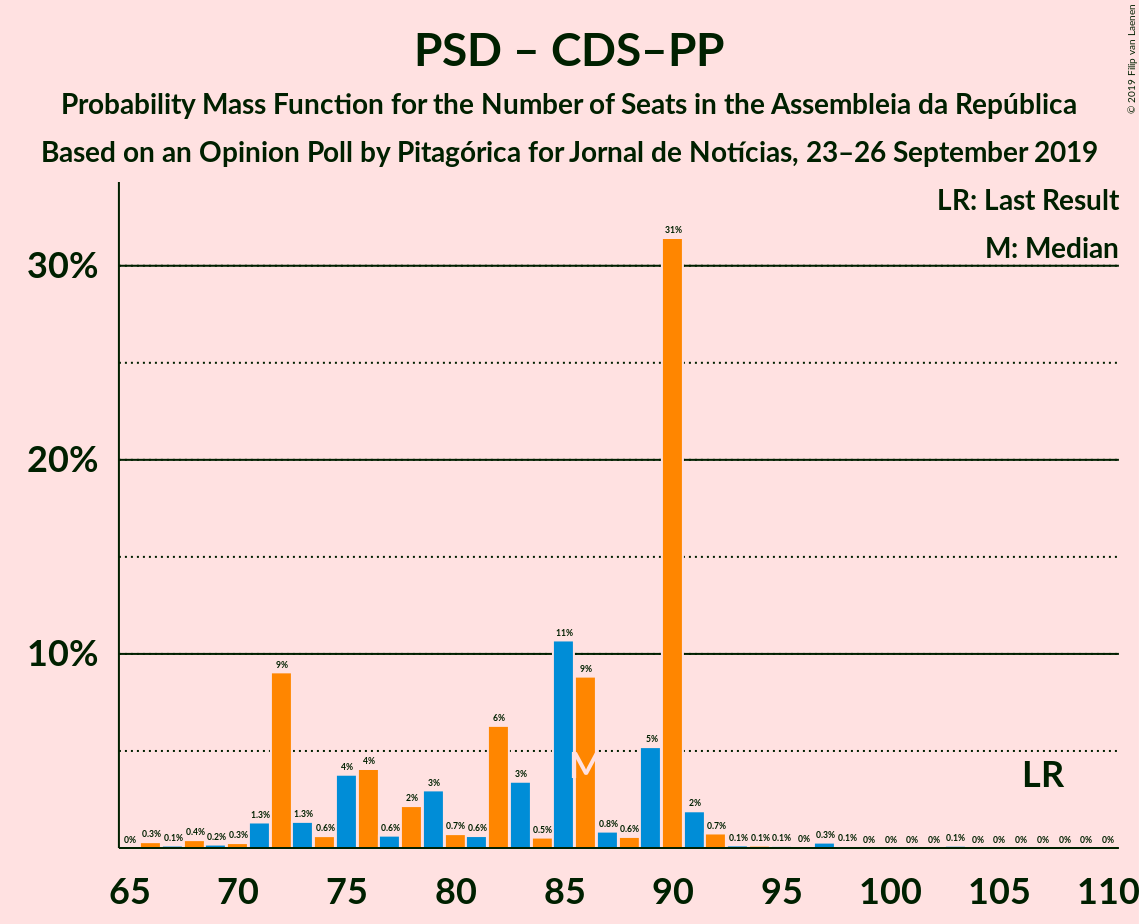 PSD – CDS–PP
Probability Mass Function for the Number of Seats in the Assembleia da República
Based on an Opinion Poll by Pitagórica for Jornal de Notícias, 23–26 September 2019
© 2019 Filip van Laenen
LR: Last Result
M: Median
30%
20%
10%
0% 0.3% 0.1% 0.4% 0.2% 0.3% 1.3% 9% 1.3% 0.6% 4% 4% 0.6% 2% 3% 0.7% 0.6% 6% 3% 0.5% 11% 9% 0.8% 0.6% 5% 31% 2% 0.7% 0.1% 0.1% 0.1% 0% 0.3% 0.1% 0% 0% 0% 0% 0.1% 0% 0% 0% 0% 0% 0% 0%
M
LR
65 70 75 80 85 90 95 100 105 110